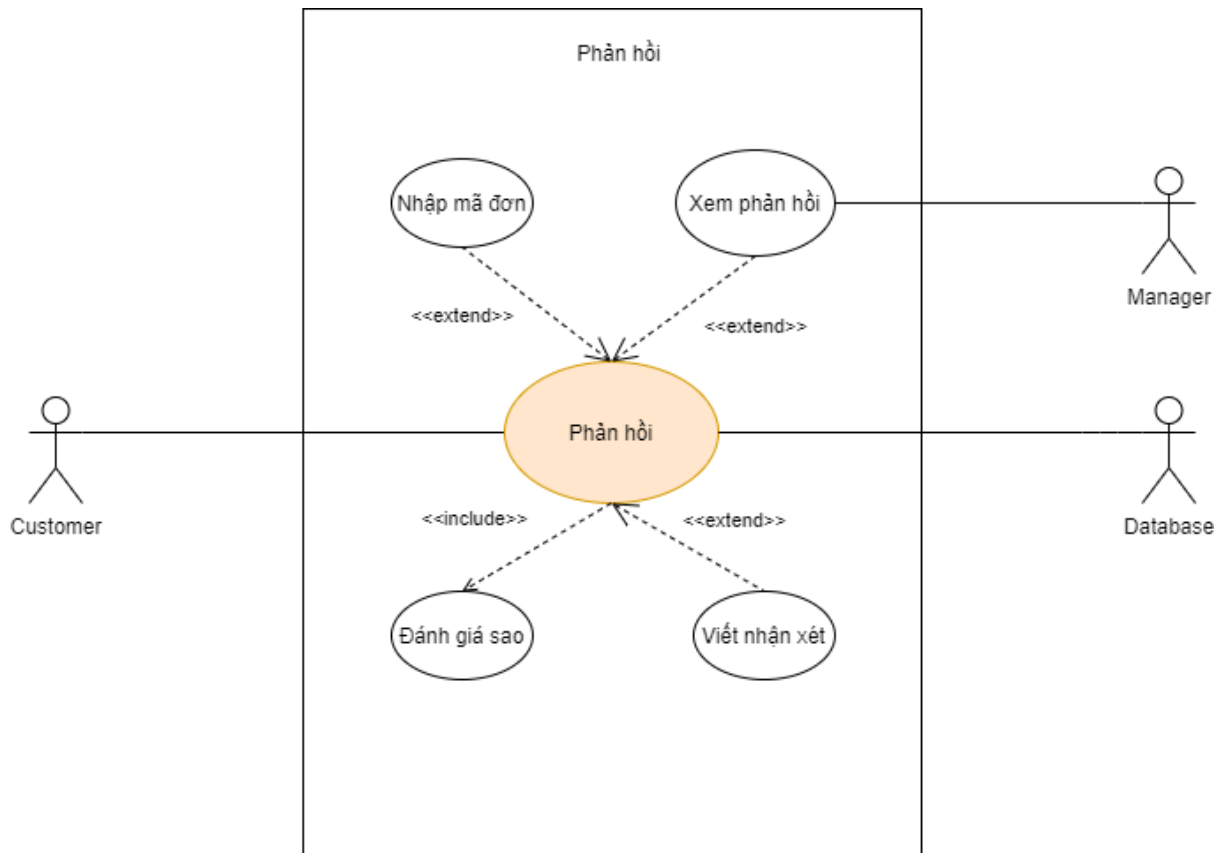 Phản hồi
Nhập mã đơn
Xem phản hồi
Manager
<<extend>>
<<extend>>
Phản hồi
Customer
Database
<<include>>
<<extend>>
Đánh giá sao
Viết nhận xét